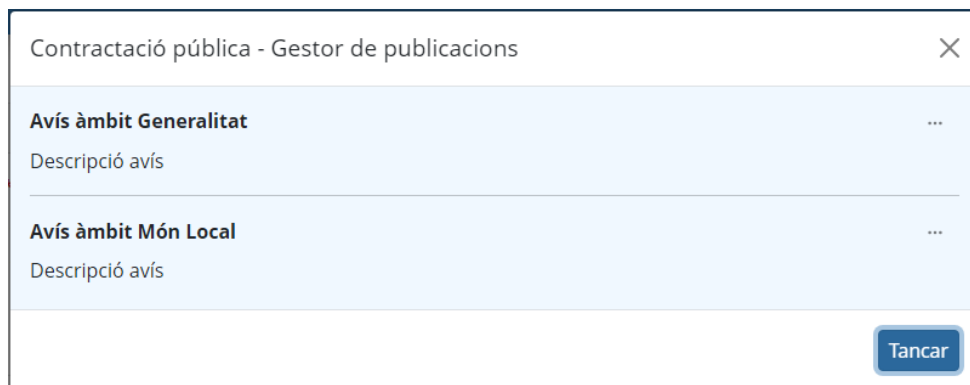 Contractació pública - Gestor de publicacions
Avís àmbit Generalitat
...
Descripció avís
Avís àmbit Món Local
...
Descripció avís
Tancar